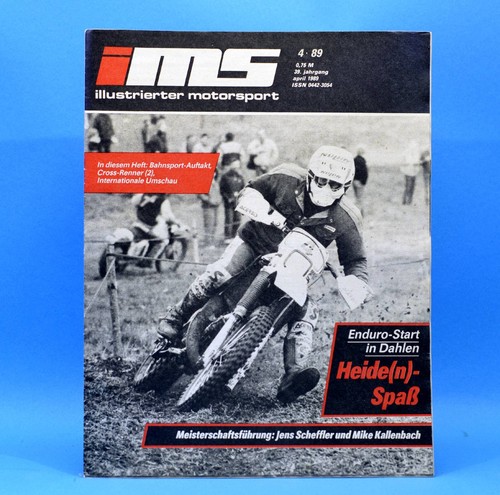 ims
illustrierter motorsport
4 · 89
0,75 M
39. jahrgang
april 1989
ISSN 0442-3054
In diesem Heft: Bahnsport-Auftakt,
Cross-Renner (2),
Internationale Umschau
Enduro-Start
in Dahlen
Heide(n)-
Spaß
Meisterschaftsführung: Jens Scheffler und Mike Kallenbach